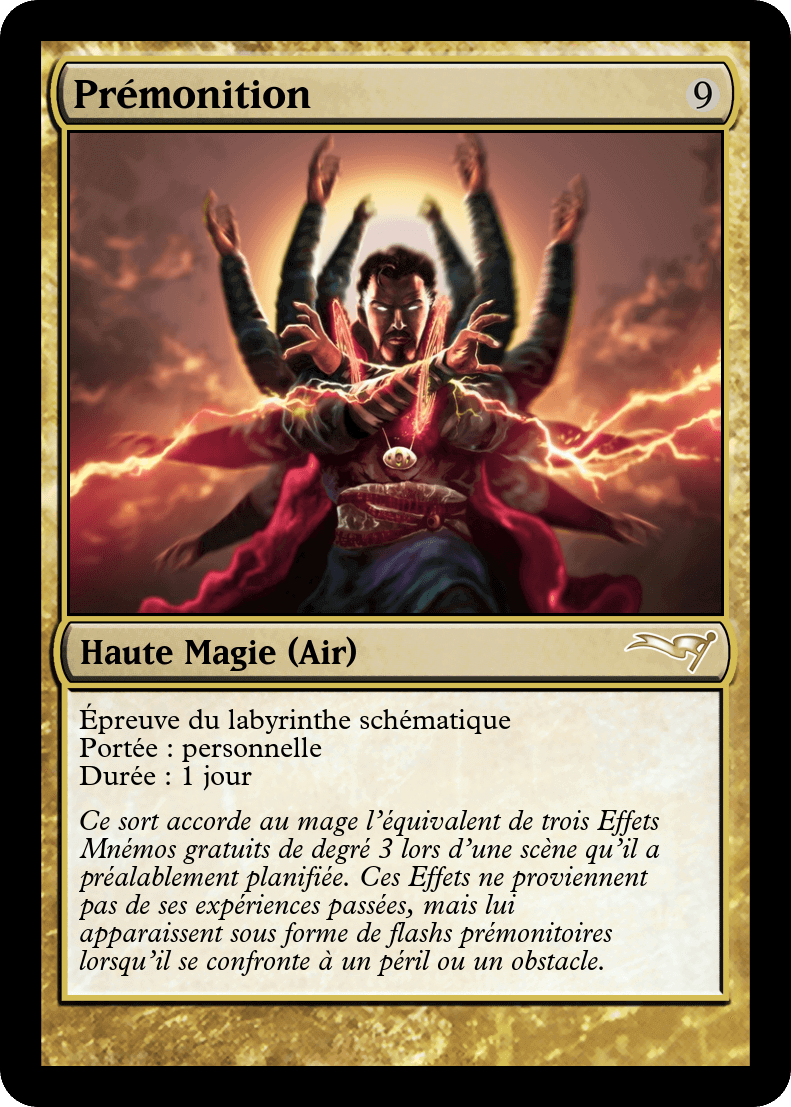 Prémonition
9
Haute Magie (Air)
Épreuve du labyrinthe schématique
Portée : personnelle
Durée : 1 jour
Ce sort accorde au mage l'équivalent de trois Effets
Mnémos gratuits de degré 3 lors d'une scène qu'il a
préalablement planifiée. Ces Effets ne proviennent
pas de ses expériences passées, mais lui
apparaissent sous forme de flashs prémonitoires
lorsqu'il se confronte à un péril ou un obstacle.